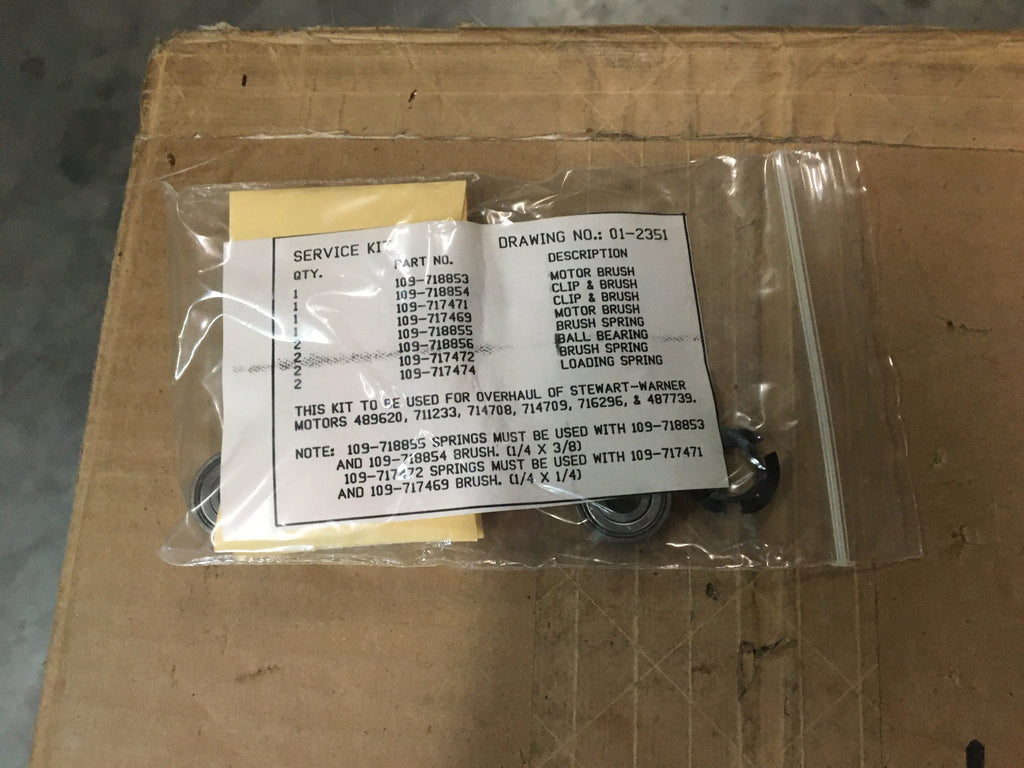 SERVICE KIT DRAWING NO.: 01-2351
QTY. PART NO. DESCRIPTION
1 109-718853 MOTOR BRUSH
1 109-718854 CLIP & BRUSH
1 109-717471 CLIP & BRUSH
1 109-717469 MOTOR BRUSH
2 109-718855 BRUSH SPRING
2 109-718856 BALL BEARING
2 109-717472 BRUSH SPRING
2 109-717474 LOADING SPRING
THIS KIT TO BE USED FOR OVERHAUL OF STEWART-WARNER
MOTORS 489620, 711233, 714708, 714709, 716296, & 487739.
NOTE: 109-718855 SPRINGS MUST BE USED WITH 109-718853
AND 109-718854 BRUSH. (1/4 X 3/8)
109-717472 SPRINGS MUST BE USED WITH 109-717471
AND 109-717469 BRUSH. (1/4 X 1/4)